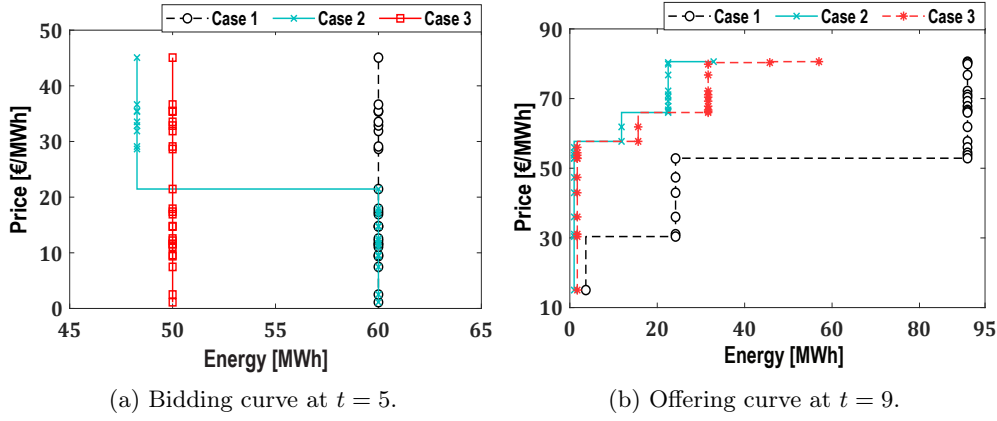 Case 1 Case 2 Case 3
Price [€/MWh]
50
40
30
20
10
0
45 50 55 60 65
Energy [MWh]
(a) Bidding curve at t = 5.
Case 1 Case 2 Case 3
Price [€/MWh]
90
70
50
30
10
0 20 40 60 80 95
Energy [MWh]
(b) Offering curve at t = 9.